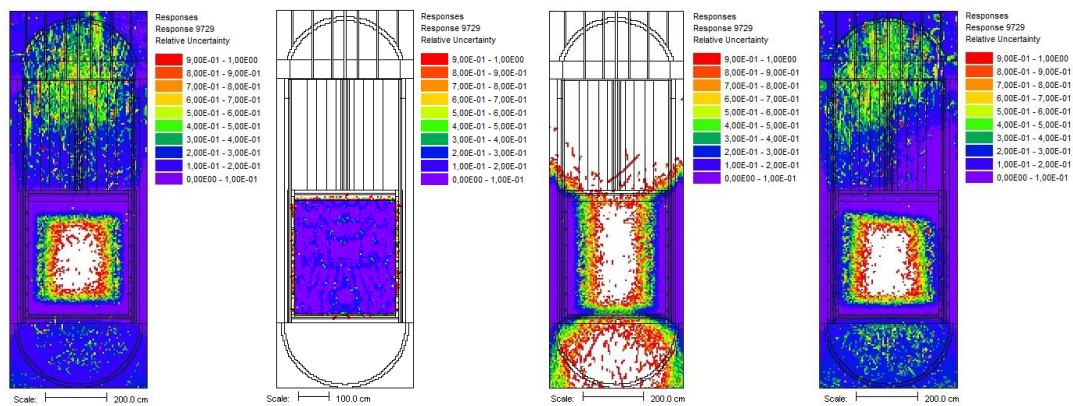 Responses
Response 9729
Relative Uncertainty
9,00E-01 - 1,00E00
8,00E-01 - 9,00E-01
7,00E-01 - 8,00E-01
6,00E-01 - 7,00E-01
5,00E-01 - 6,00E-01
4,00E-01 - 5,00E-01
3,00E-01 - 4,00E-01
2,00E-01 - 3,00E-01
1,00E-01 - 2,00E-01
0,00E00 - 1,00E-01
Scale: 200.0 cm
Responses
Response 9729
Relative Uncertainty
9,00E-01 - 1,00E00
8,00E-01 - 9,00E-01
7,00E-01 - 8,00E-01
6,00E-01 - 7,00E-01
5,00E-01 - 6,00E-01
4,00E-01 - 5,00E-01
3,00E-01 - 4,00E-01
2,00E-01 - 3,00E-01
1,00E-01 - 2,00E-01
0,00E00 - 1,00E-01
Scale: 100.0 cm
Responses
Response 9729
Relative Uncertainty
9,00E-01 - 1,00E00
8,00E-01 - 9,00E-01
7,00E-01 - 8,00E-01
6,00E-01 - 7,00E-01
5,00E-01 - 6,00E-01
4,00E-01 - 5,00E-01
3,00E-01 - 4,00E-01
2,00E-01 - 3,00E-01
1,00E-01 - 2,00E-01
0,00E00 - 1,00E-01
Scale: 200.0 cm
Responses
Response 9729
Relative Uncertainty
9,00E-01 - 1,00E00
8,00E-01 - 9,00E-01
7,00E-01 - 8,00E-01
6,00E-01 - 7,00E-01
5,00E-01 - 6,00E-01
4,00E-01 - 5,00E-01
3,00E-01 - 4,00E-01
2,00E-01 - 3,00E-01
1,00E-01 - 2,00E-01
0,00E00 - 1,00E-01
Scale: 200.0 cm